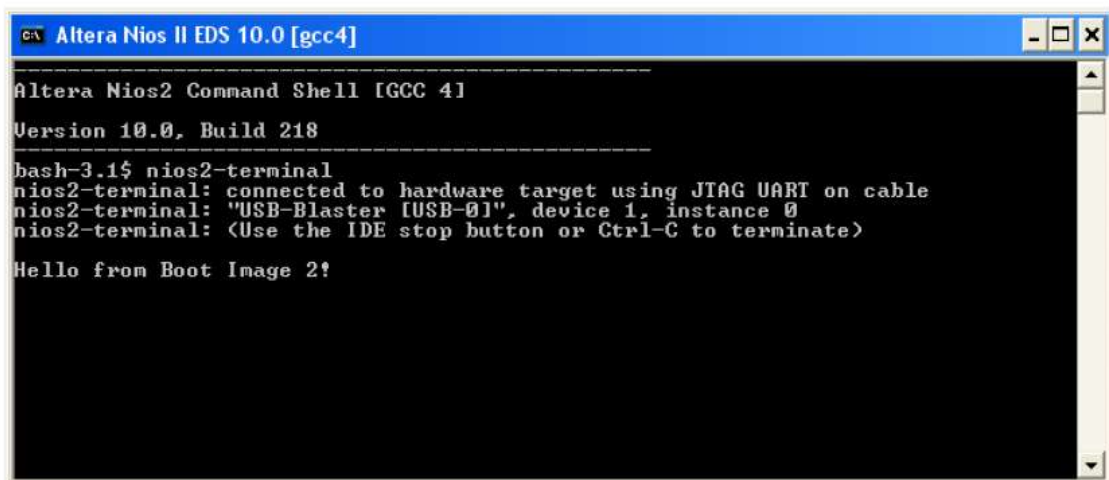 Altera Nios II EDS 10.0 [gcc4]
------------------------------------------------
Altera Nios2 Command Shell [GCC 4]
Version 10.0, Build 218
------------------------------------------------
bash-3.1$ nios2-terminal
nios2-terminal: connected to hardware target using JTAG UART on cable
nios2-terminal: "USB-Blaster [USB-0]", device 1, instance 0
nios2-terminal: (Use the IDE stop button or Ctrl-C to terminate)
Hello from Boot Image 2!